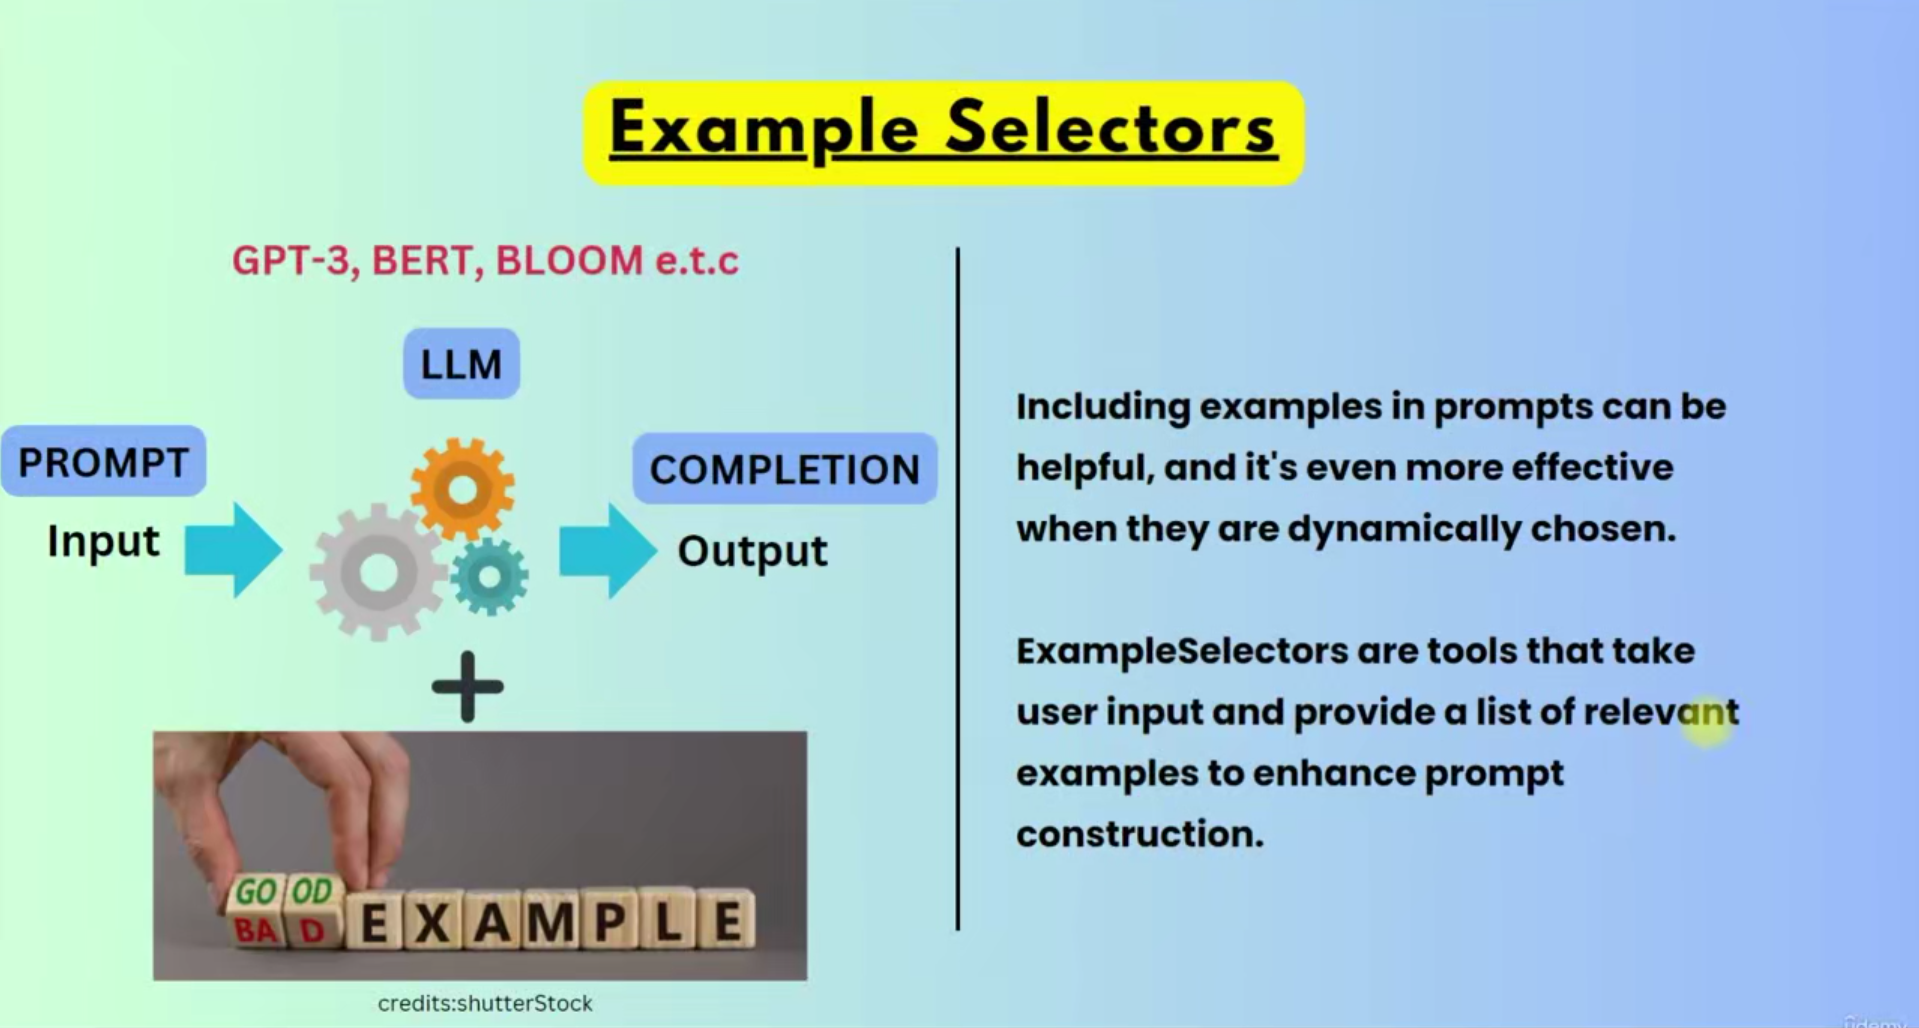 Example Selectors
GPT-3, BERT, BLOOM e.t.c
LLM
PROMPT
Input
COMPLETION
Output
GO OD
BA D EXAMPLE
credits:shutterStock
Including examples in prompts can be
helpful, and it's even more effective
when they are dynamically chosen.
ExampleSelectors are tools that take
user input and provide a list of relevant
examples to enhance prompt
construction.
Udemy